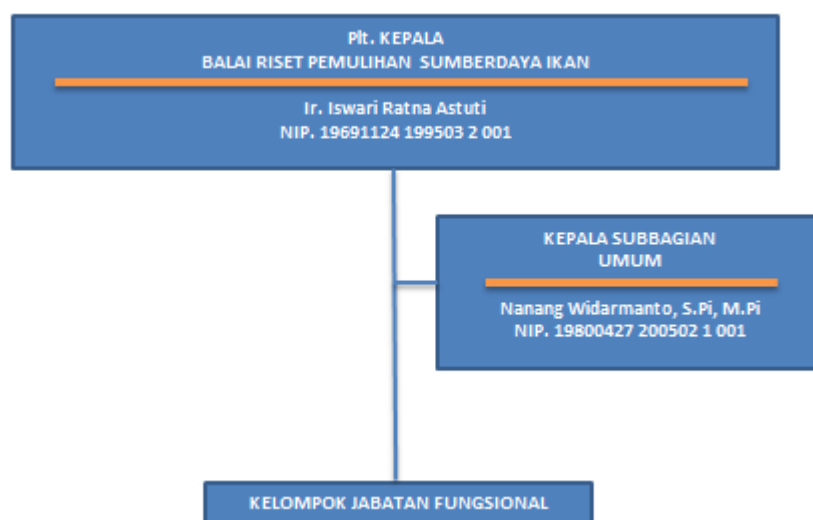 Plt. KEPALA
BALAI RISET PEMULIHAN SUMBERDAYA IKAN
Ir. Iswari Ratna Astuti
NIP. 19691124 199503 2 001
KEPALA SUBBAGIAN
UMUM
Nanang Widarmanto, S.Pi, M.Pi
NIP. 19800427 200502 1 001
KELOMPOK JABATAN FUNGSIONAL